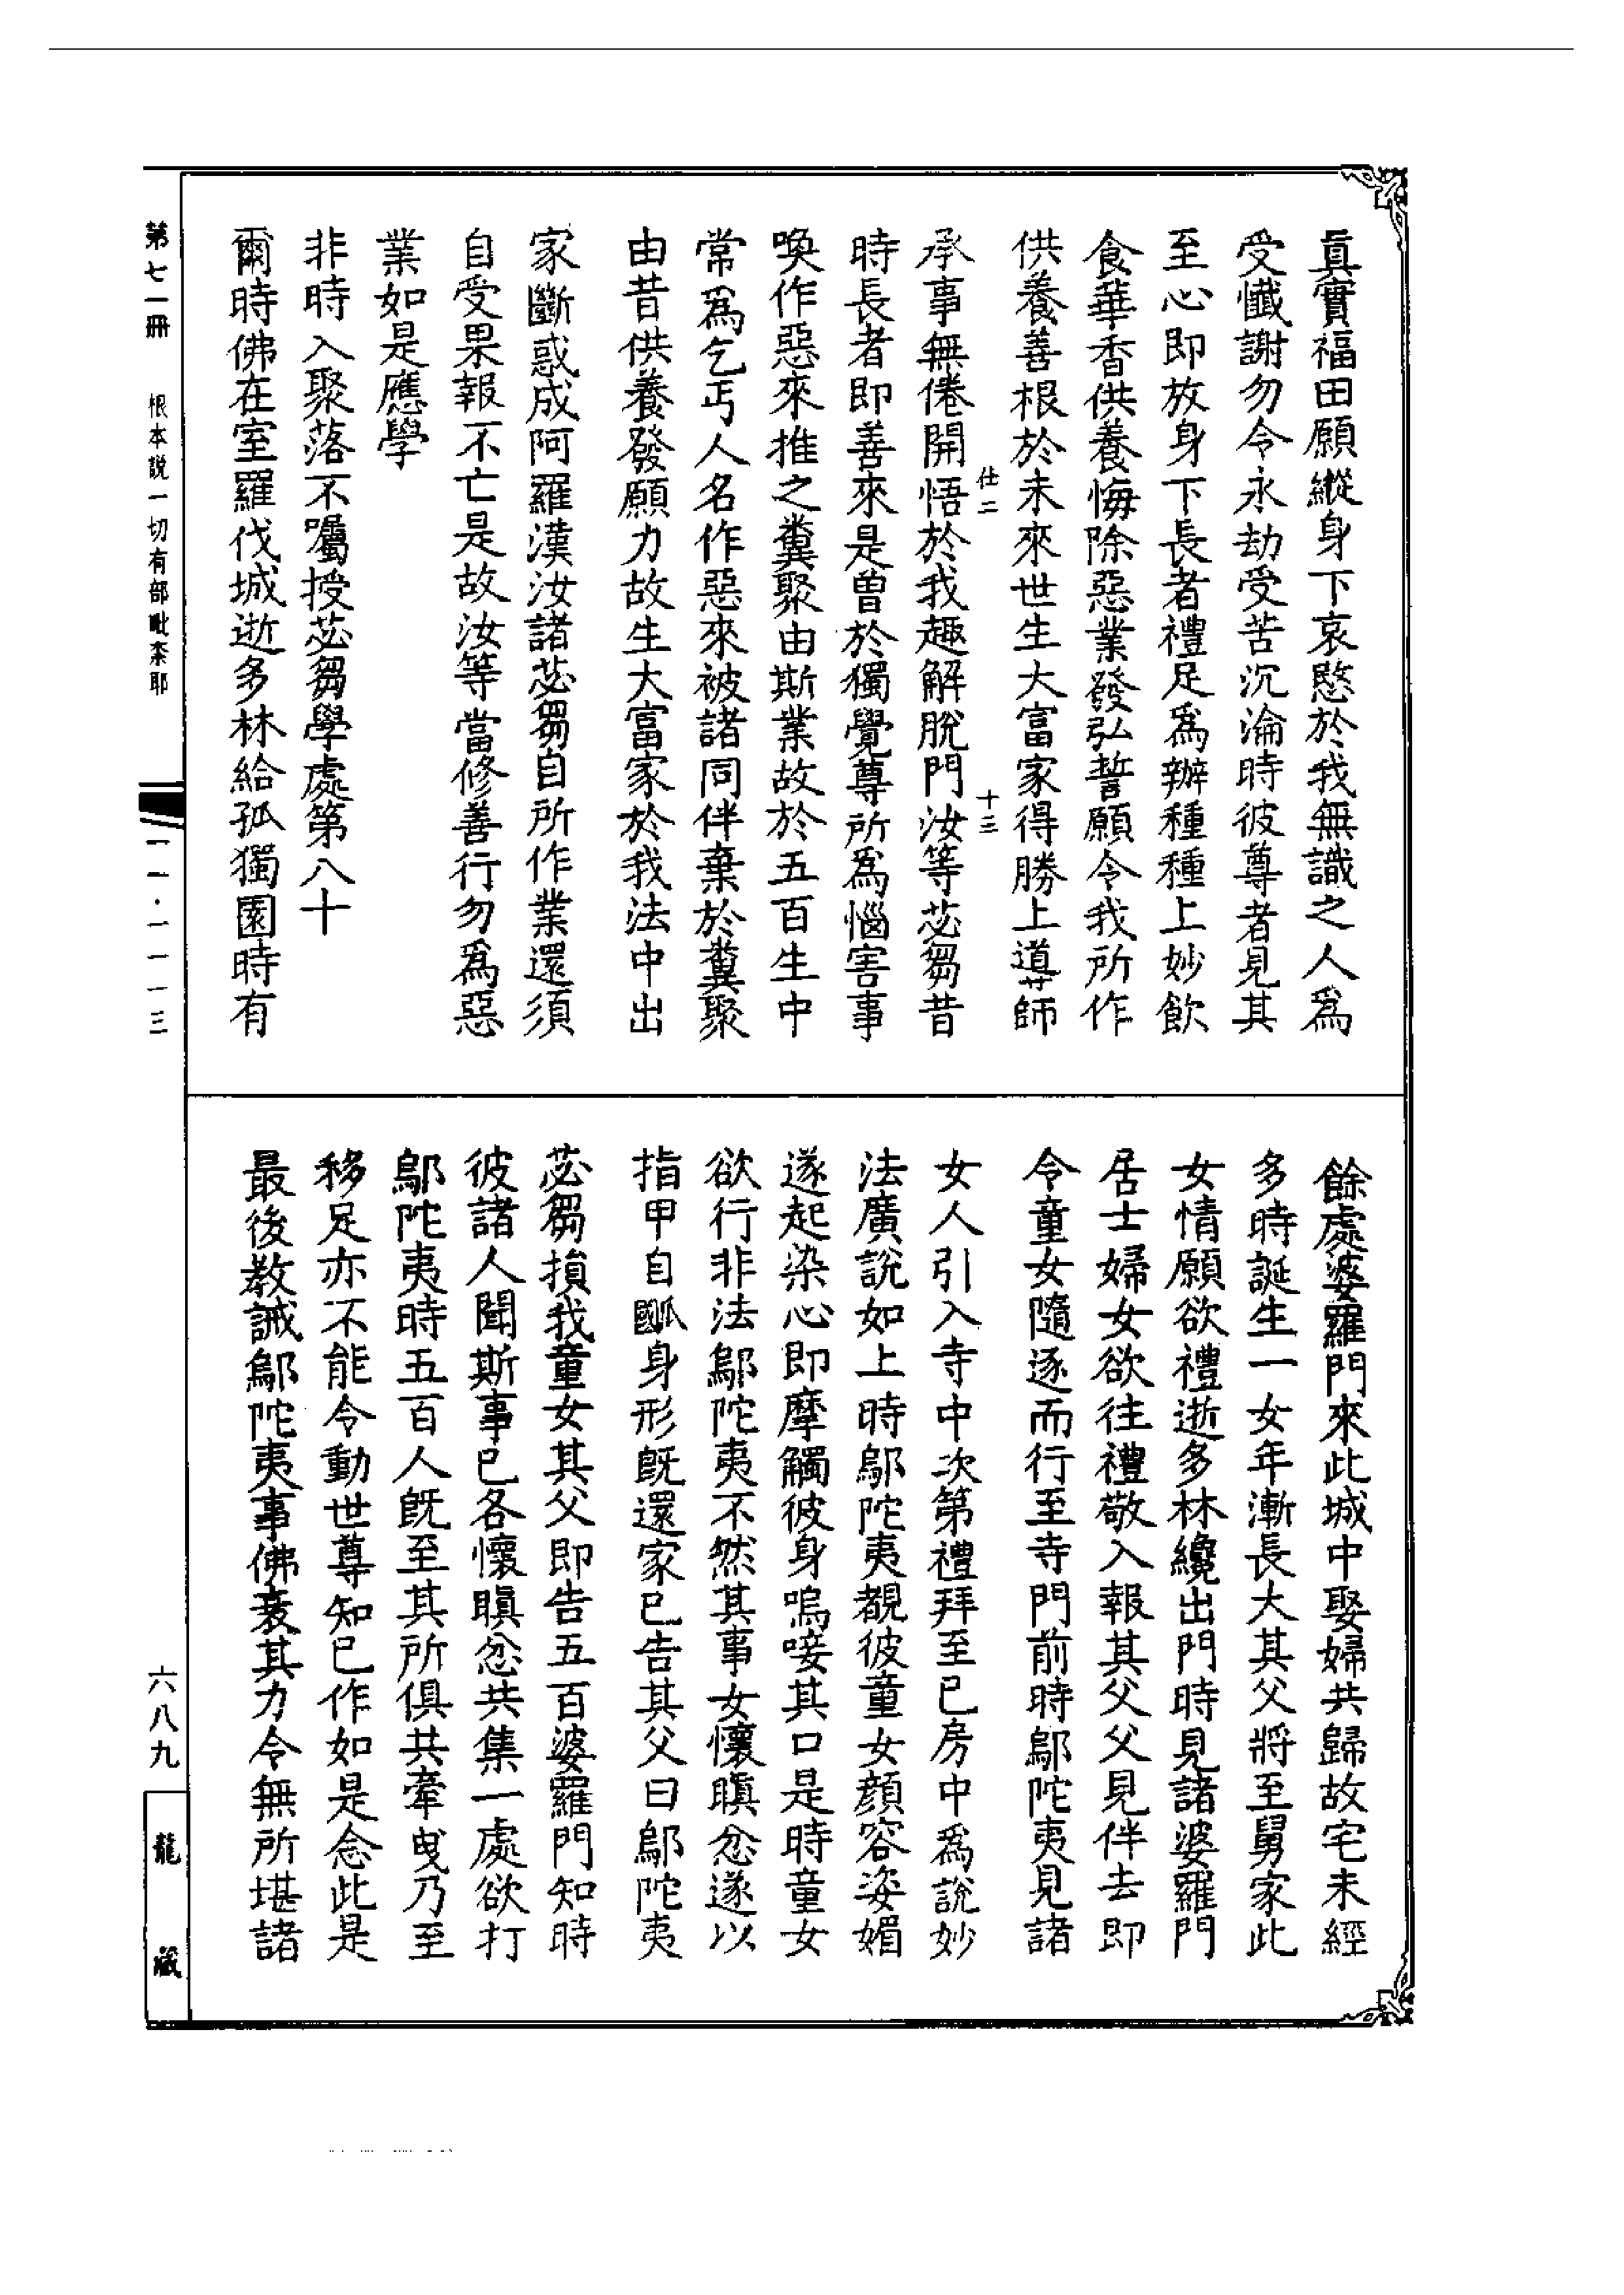 真實福田願縱身下哀愍於我無識之人爲
受懺謝勿令永劫受苦沉淪時彼尊者見其
至心即放身下長者禮足爲辦種種上妙飲
食華香供養悔除惡業發弘誓願令我所作
供養善根於未來世生大富家得勝上導師
仕二 十三
承事無倦開悟於我趣解脫門汝等苾芻昔
時長者即善來是曾於獨覺尊所爲惱害事
喚作惡來推之糞聚由斯業故於五百生中
常爲乞丐人名作惡來被諸同伴棄於糞聚
由昔供養發願力故生大富家於我法中出
家斷惑成阿羅漢汝諸苾芻自所作業還須
自受果報不亡是故汝等當修善行勿爲惡
業如是應學
非時入聚落不囑授苾芻學處第八十
爾時佛在室羅伐城逝多林給孤獨園時有
餘處婆羅門來此城中娶婦共歸故宅未經
多時誕生一女年漸長大其父將至舅家此
女情願欲禮逝多林纔出門時見諸婆羅門
居士婦女欲往禮敬入報其父父見伴去即
令童女隨逐而行至寺門前時鄔陀夷見諸
女人引入寺中次第禮拜至已房中爲說妙
法廣說如上時鄔陀夷覩彼童女顏容姿媚
遂起染心即摩觸彼身嗚唼其口是時童女
欲行非法鄔陀夷不然其事女懷瞋忿遂以
指甲自𤔩身形旣還家已告其父曰鄔陀夷
苾芻損我童女其父即告五百婆羅門知時
彼諸人聞斯事已各懷瞋忿共集一處欲打
鄔陀夷時五百人旣至其所俱共牽曳乃至
移足亦不能令動世尊知已作如是念此是
最後教誡鄔陀夷事佛衰其力令無所堪諸
第七一冊 根本說一切有部毗柰耶
一一·一一一三
六八九
龍藏